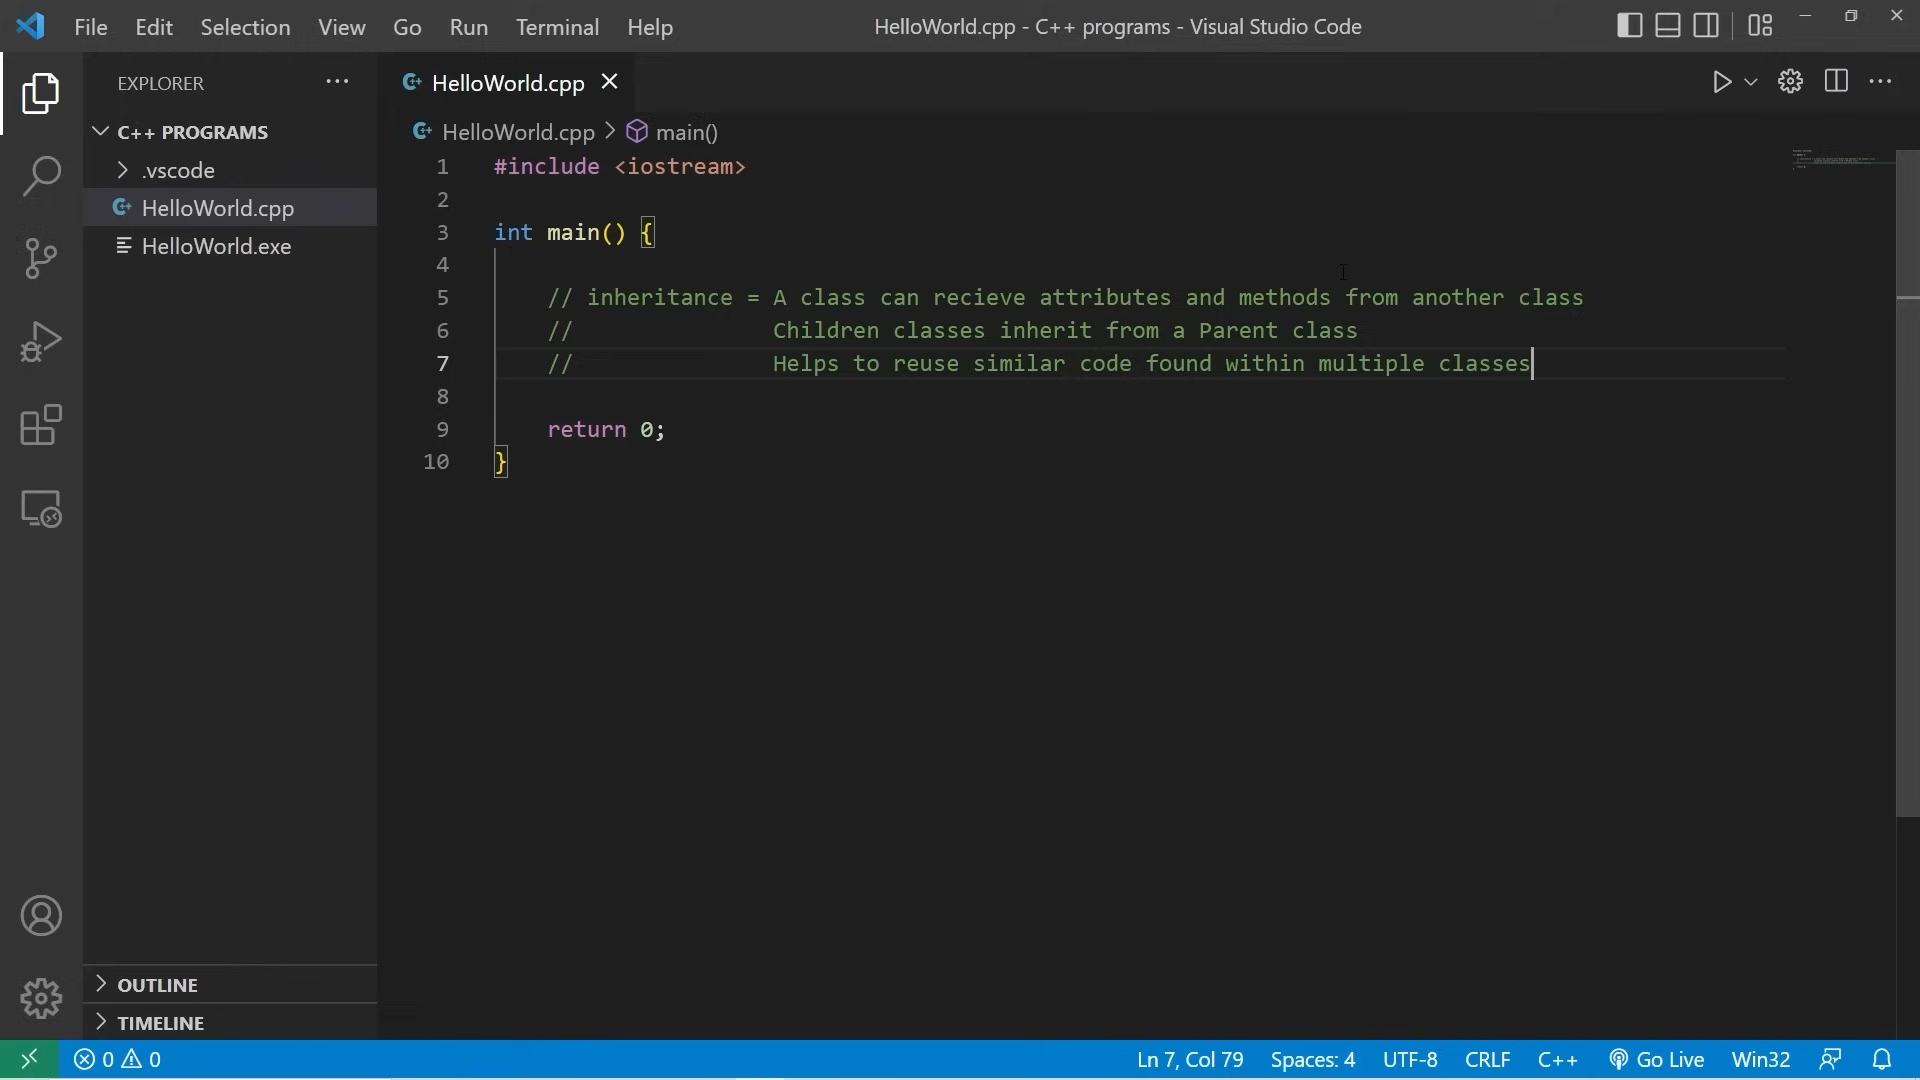 File Edit Selection View Go Run Terminal Help
HelloWorld.cpp - C++ programs - Visual Studio Code
EXPLORER
C++ PROGRAMS
.vscode
HelloWorld.cpp
HelloWorld.exe
OUTLINE
TIMELINE
HelloWorld.cpp
HelloWorld.cpp > main()
1 #include <iostream>
2
3 int main() {
4
5 // inheritance = A class can recieve attributes and methods from another class
6 // Children classes inherit from a Parent class
7 // Helps to reuse similar code found within multiple classes
8
9 return 0;
10 }
0 0
Ln 7, Col 79 Spaces: 4 UTF-8 CRLF C++ Go Live Win32